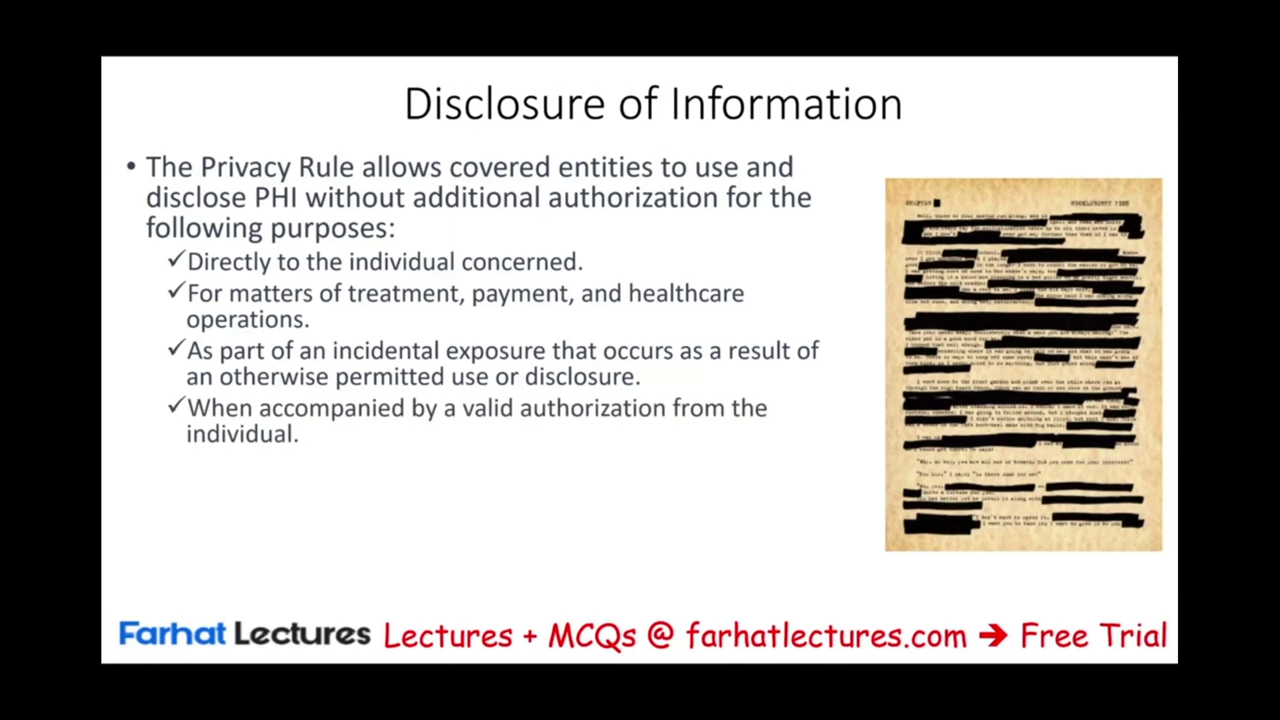 Disclosure of Information
• The Privacy Rule allows covered entities to use and
disclose PHI without additional authorization for the
following purposes:
✓Directly to the individual concerned.
✓For matters of treatment, payment, and healthcare
operations.
✓As part of an incidental exposure that occurs as a result of
an otherwise permitted use or disclosure.
✓When accompanied by a valid authorization from the
individual.
CHAPTER
HUCKLEBERRY FINN
Farhat Lectures Lectures + MCQs @ farhatlectures.com ➔ Free Trial